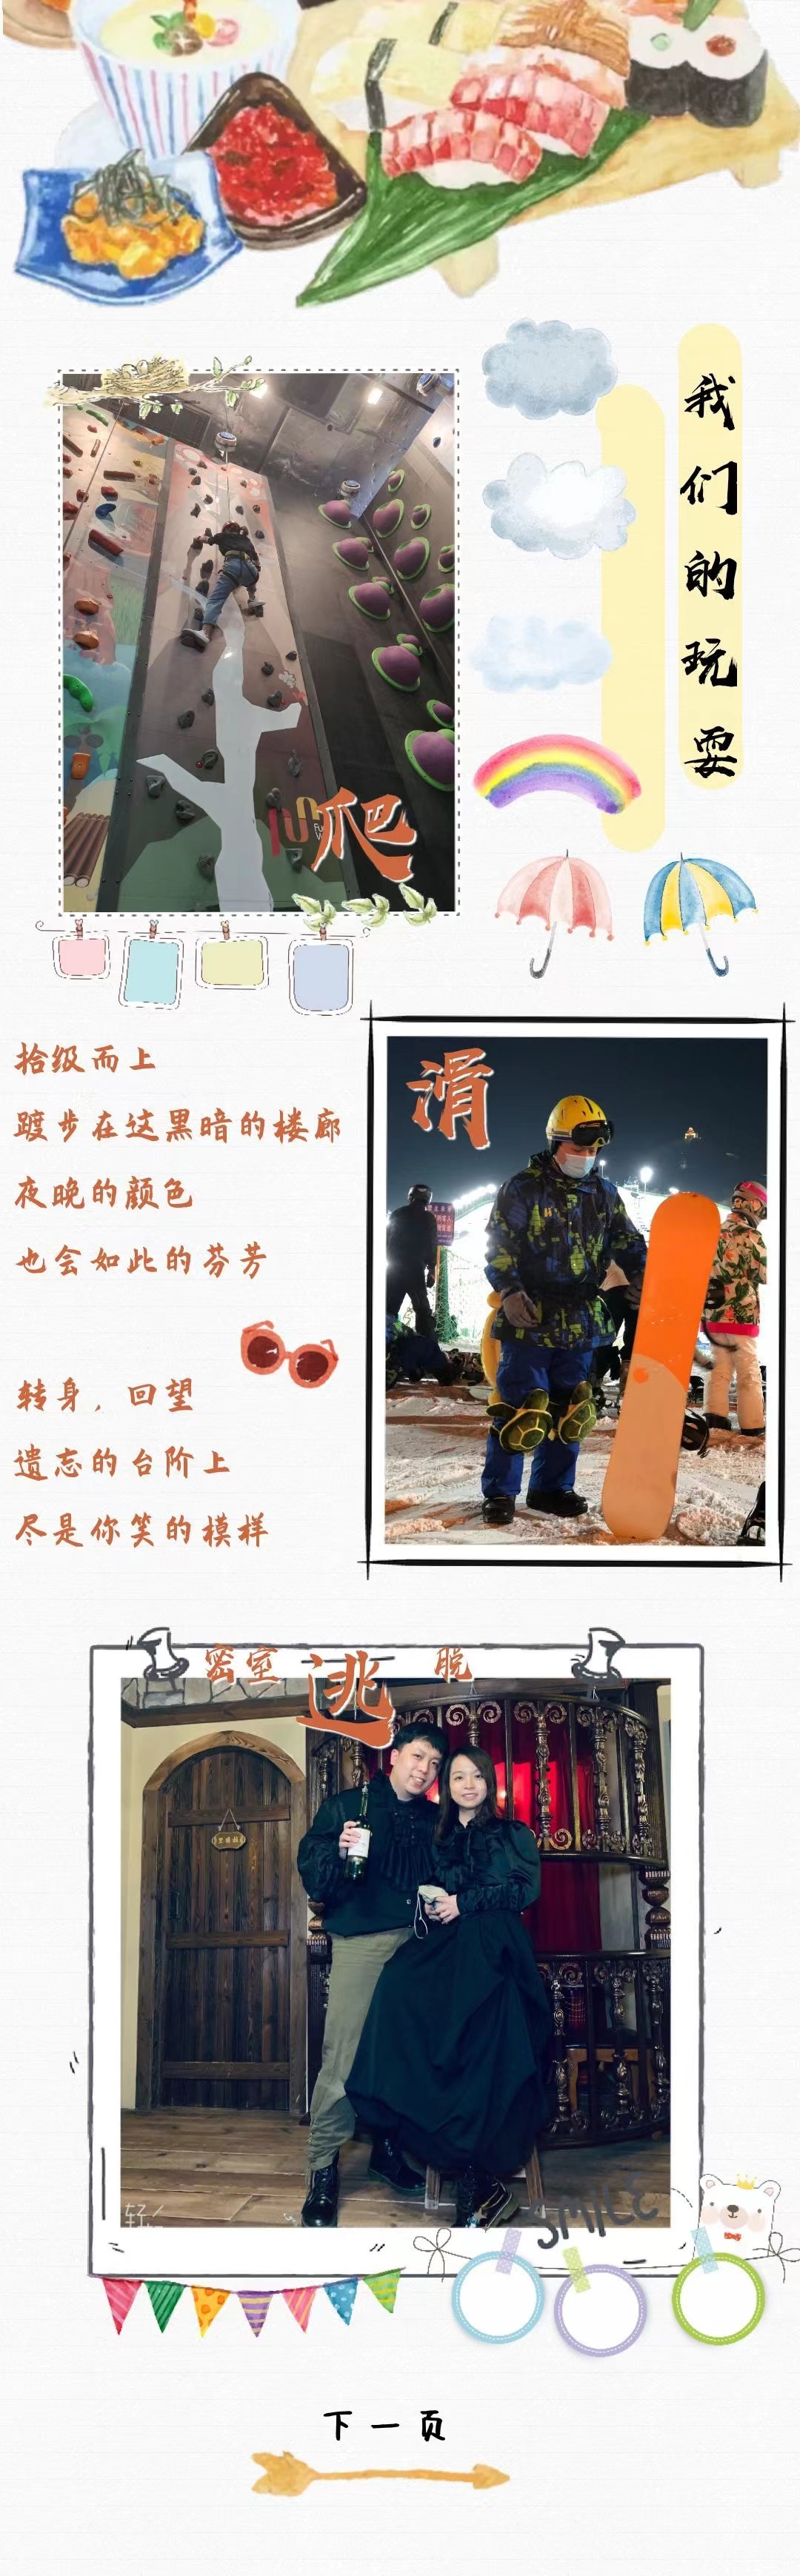 我们的玩耍
爬
滑
拾级而上
踱步在这黑暗的楼廊
夜晚的颜色
也会如此的芬芳
转身，回望
遗忘的台阶上
尽是你笑的模样
密室逃脱
SMILE
下一页